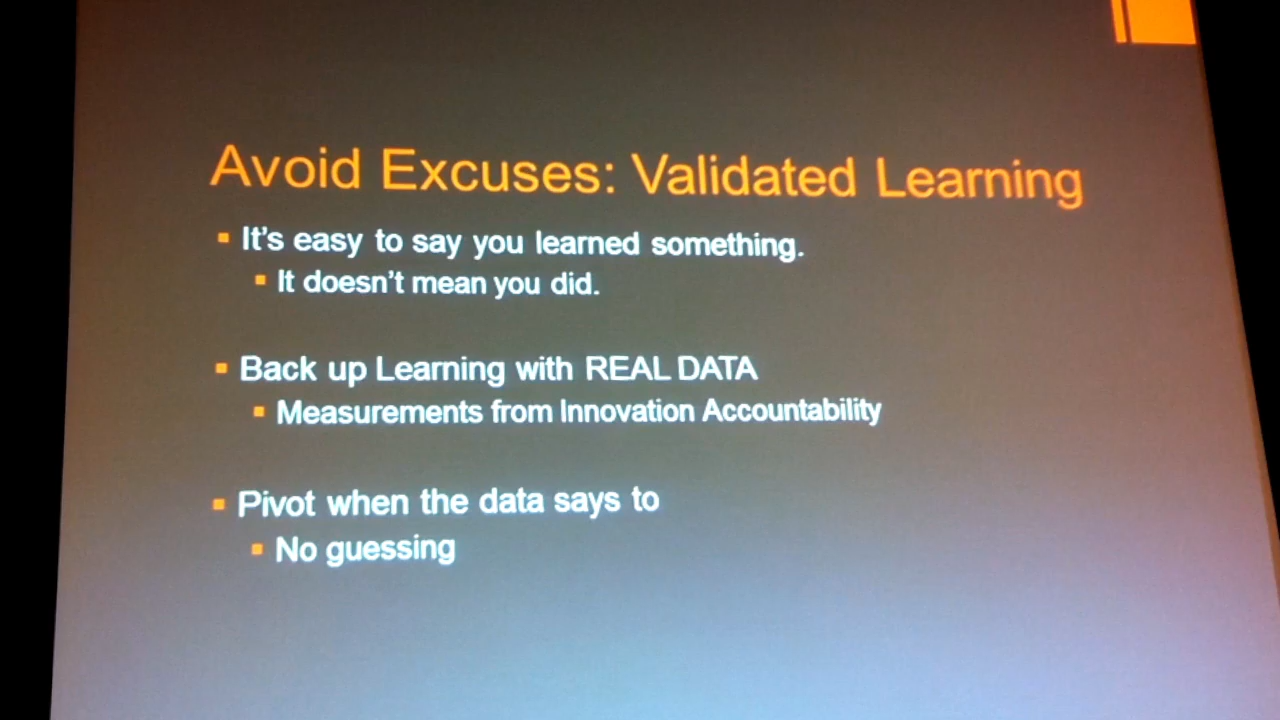 Avoid Excuses: Validated Learning
It's easy to say you learned something.
It doesn't mean you did.
Back up Learning with REAL DATA
Measurements from Innovation Accountability
Pivot when the data says to
No guessing